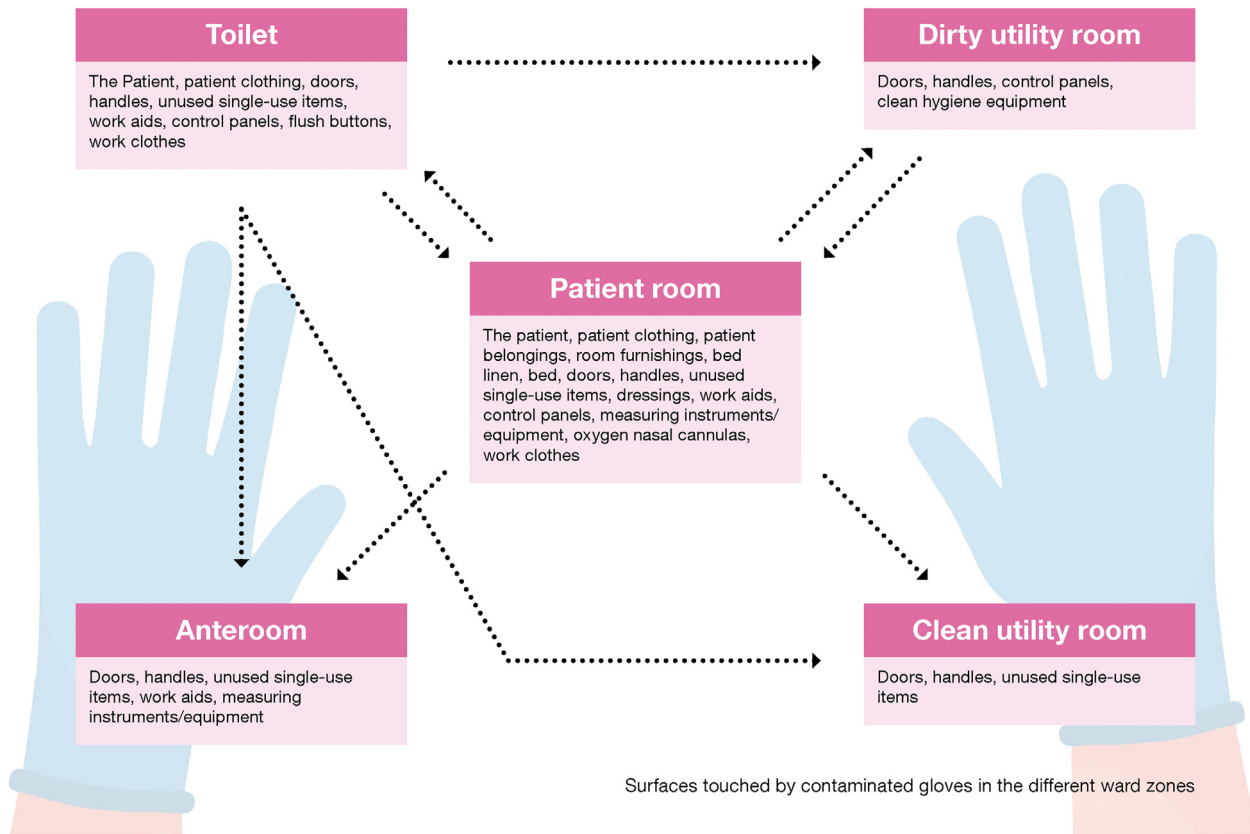 Toilet
The Patient, patient clothing, doors,
handles, unused single-use items,
work aids, control panels, flush buttons,
work clothes
Dirty utility room
Doors, handles, control panels,
clean hygiene equipment
Patient room
The patient, patient clothing, patient
belongings, room furnishings, bed
linen, bed, doors, handles, unused
single-use items, dressings, work aids,
control panels, measuring instruments/
equipment, oxygen nasal cannulas,
work clothes
Anteroom
Doors, handles, unused single-use
items, work aids, measuring
instruments/equipment
Clean utility room
Doors, handles, unused single-use
items
Surfaces touched by contaminated gloves in the different ward zones